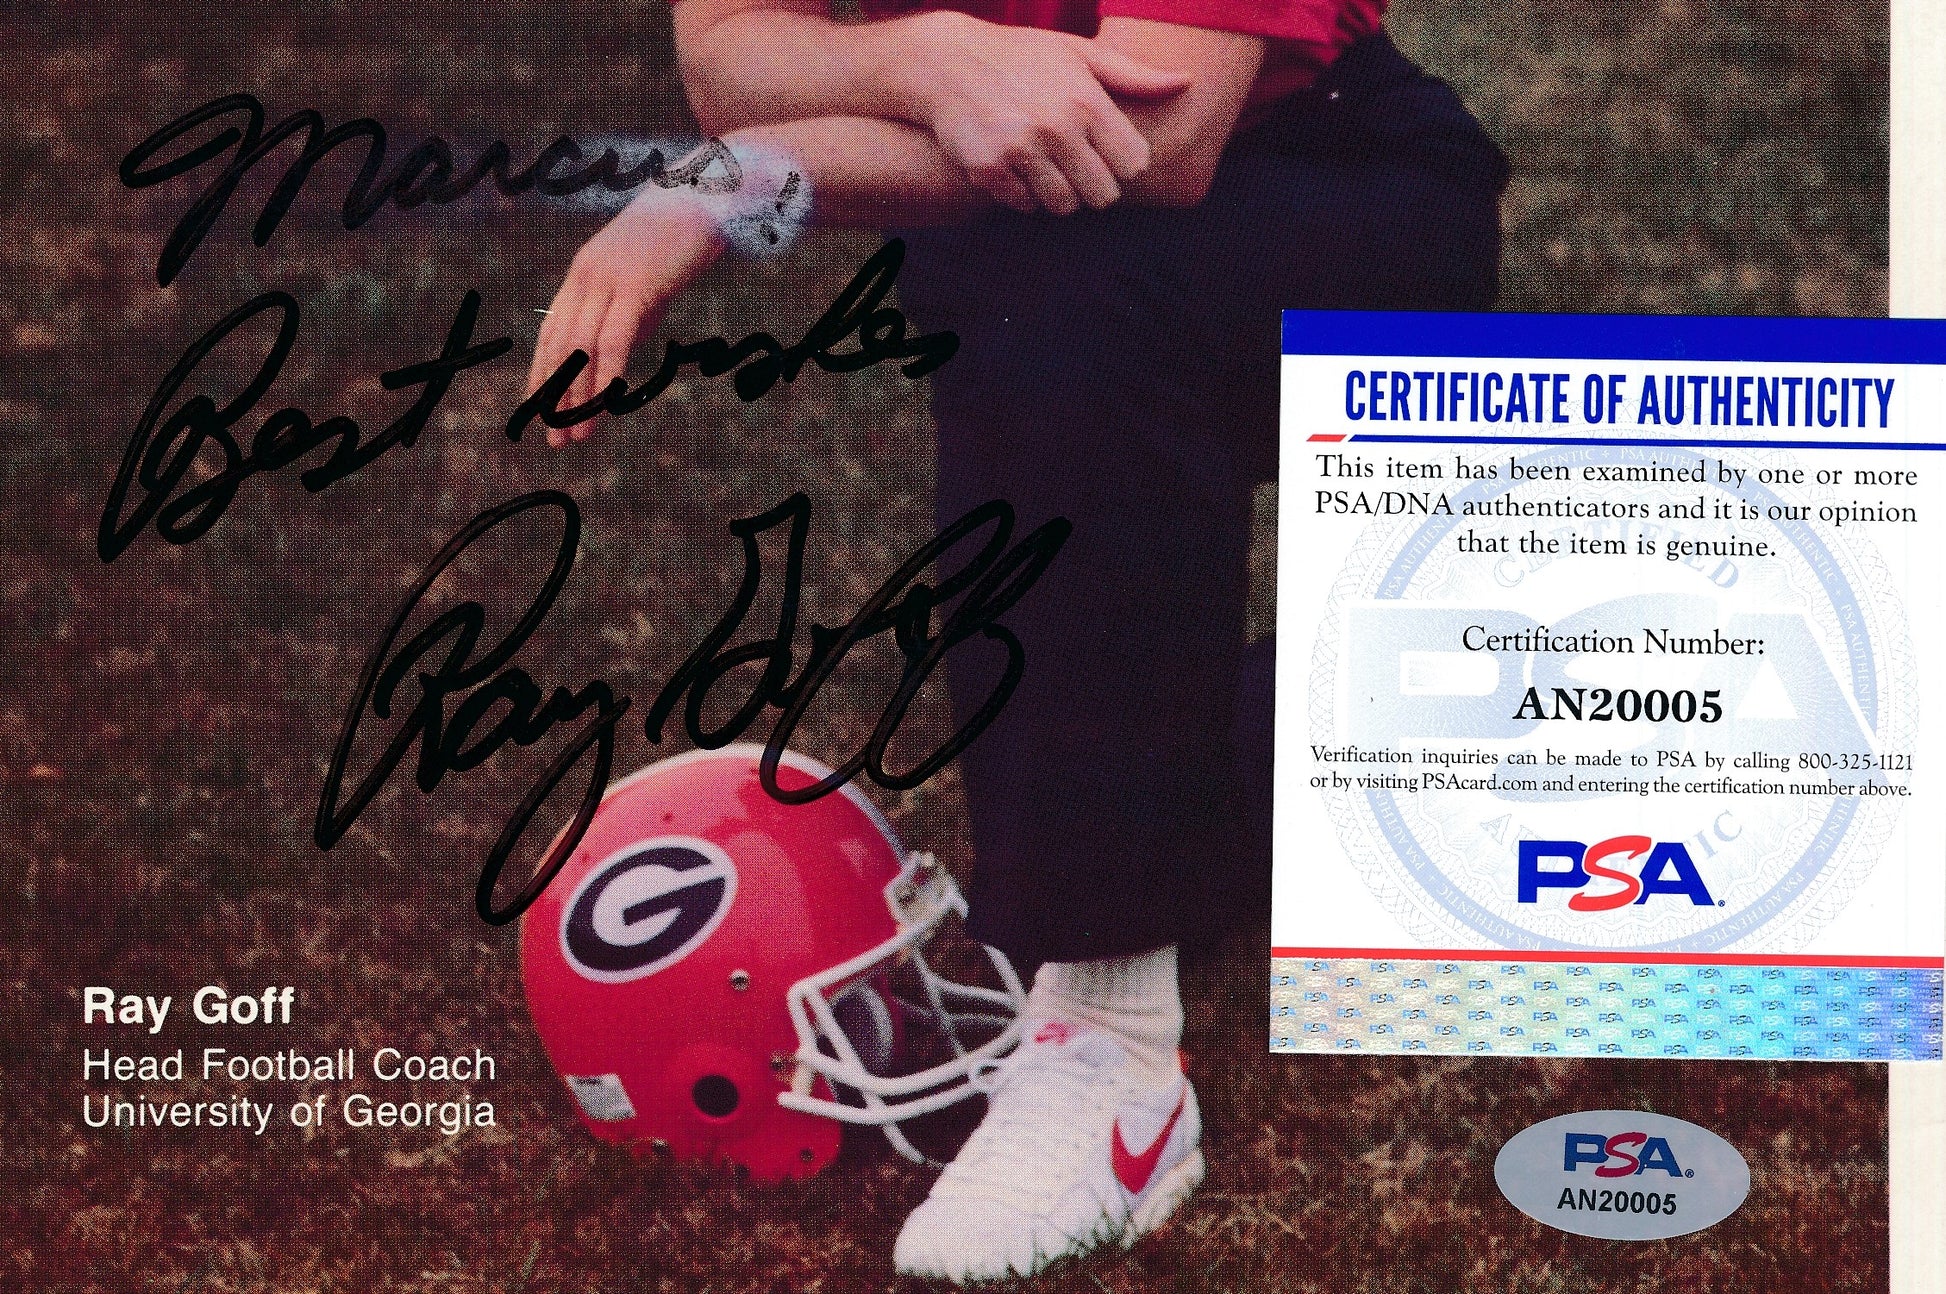 Marcus!
Best wishes
Ray Goff
G
Ray Goff
Head Football Coach
University of Georgia
CERTIFICATE OF AUTHENTICITY
This item has been examined by one or more
PSA/DNA authenticators and it is our opinion
that the item is genuine.
Certification Number:
AN20005
Verification inquiries can be made to PSA by calling 800-325-1121
or by visiting PSAcard.com and entering the certification number above.
PSA®
PSA®
AN20005